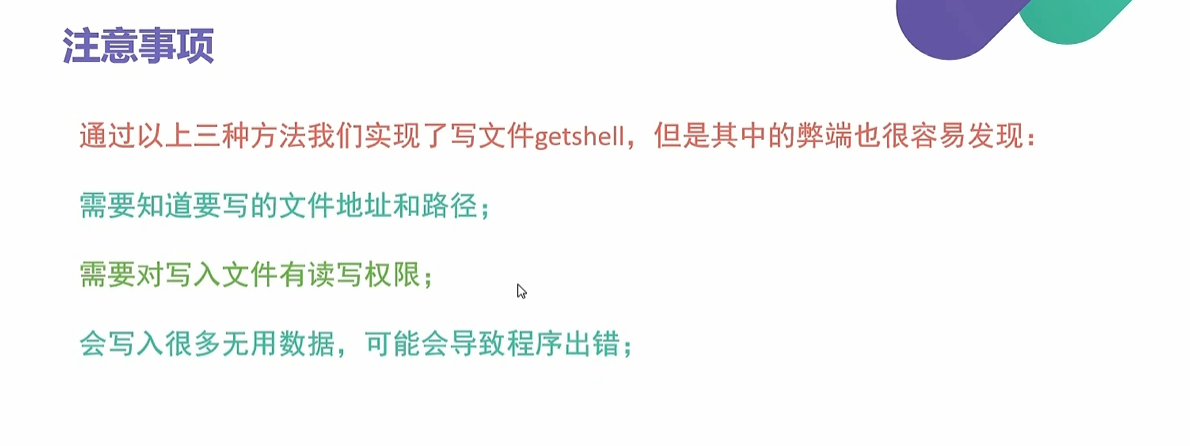 注意事项
通过以上三种方法我们实现了写文件getshell，但是其中的弊端也很容易发现：
需要知道要写的文件地址和路径；
需要对写入文件有读写权限；
会写入很多无用数据，可能会导致程序出错；